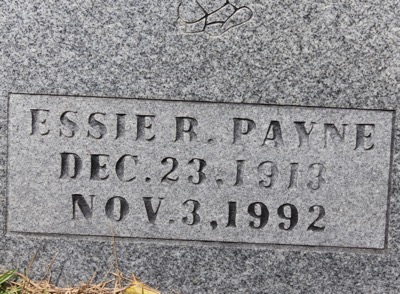 ESSIE R. PAYNE
DEC. 23, 1913
NOV. 3, 1992